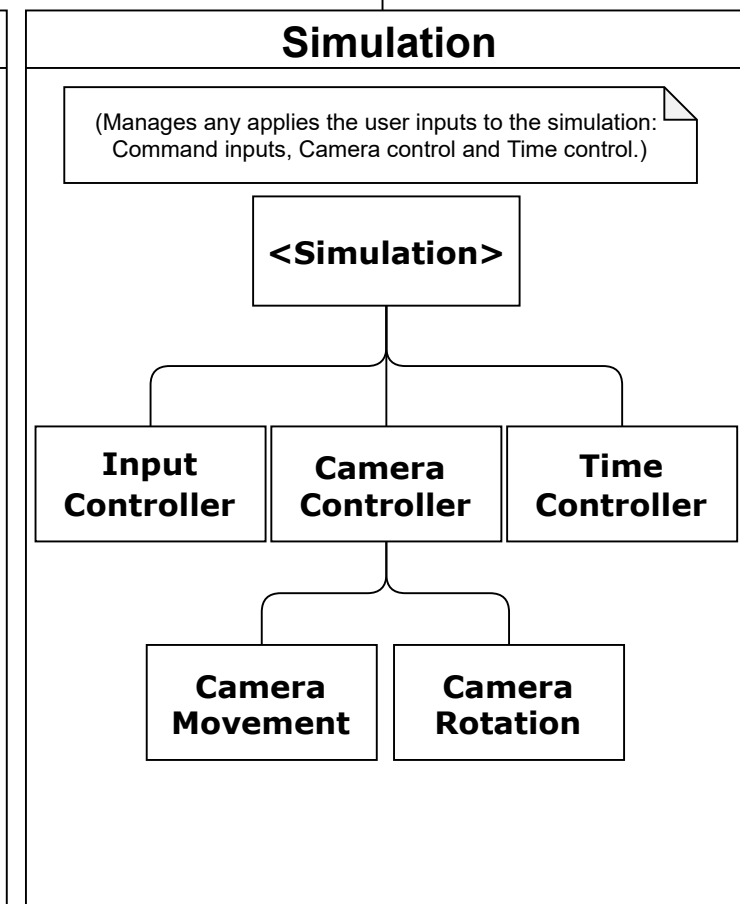 Simulation
(Manages any applies the user inputs to the simulation:
Command inputs, Camera control and Time control.)
<Simulation>
Input
Controller
Camera
Controller
Time
Controller
Camera
Movement
Camera
Rotation